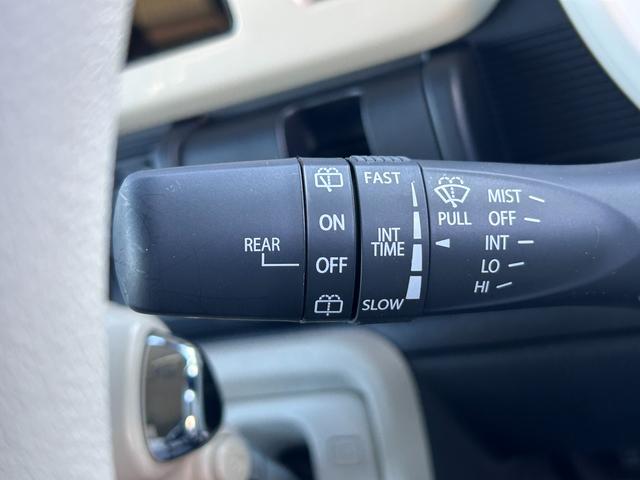 REAR
ON
OFF
FAST
INT
TIME
SLOW
PULL
MIST
OFF
INT
LO
HI